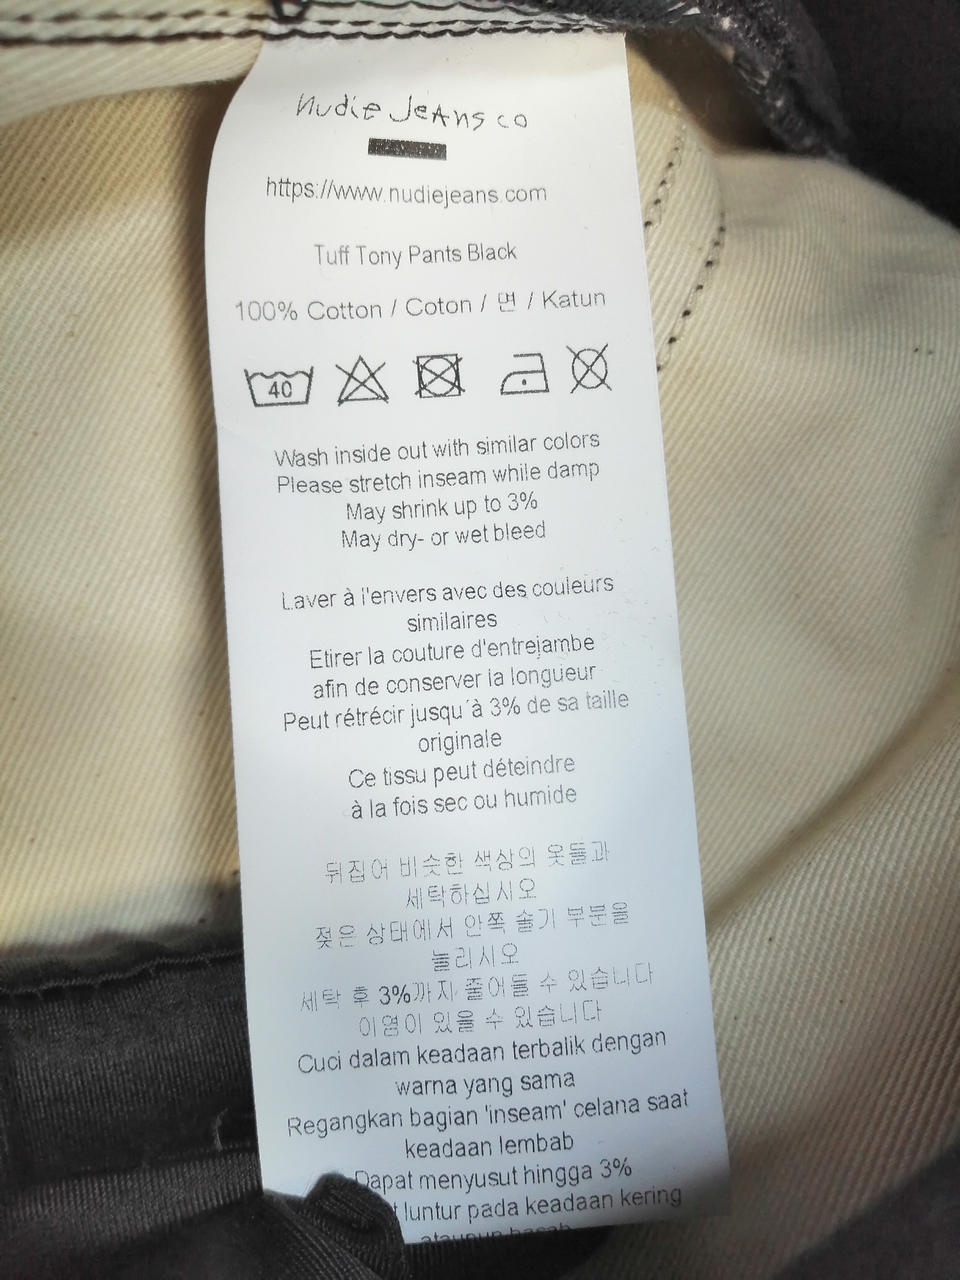 Nudie Jeans co
https://www.nudiejeans.com
Tuff Tony Pants Black
100% Cotton / Coton / 면 / Katun
40
Wash inside out with similar colors
Please stretch inseam while damp
May shrink up to 3%
May dry- or wet bleed
Laver à l'envers avec des couleurs
similaires
Etirer la couture d'entrejambe
afin de conserver la longueur
Peut rétrécir jusqu´à 3% de sa taille
originale
Ce tissu peut déteindre
à la fois sec ou humide
뒤집어 비슷한 색상의 옷들과
세탁하십시오
젖은 상태에서 안쪽 솔기 부분을
늘리시오
세탁 후 3%까지 줄어들 수 있습니다
이염이 있을 수 있습니다
Cuci dalam keadaan terbalik dengan
warna yang sama
Regangkan bagian 'inseam' celana saat
keadaan lembab
Dapat menyusut hingga 3%
luntur pada keadaan kering
ataupun basah